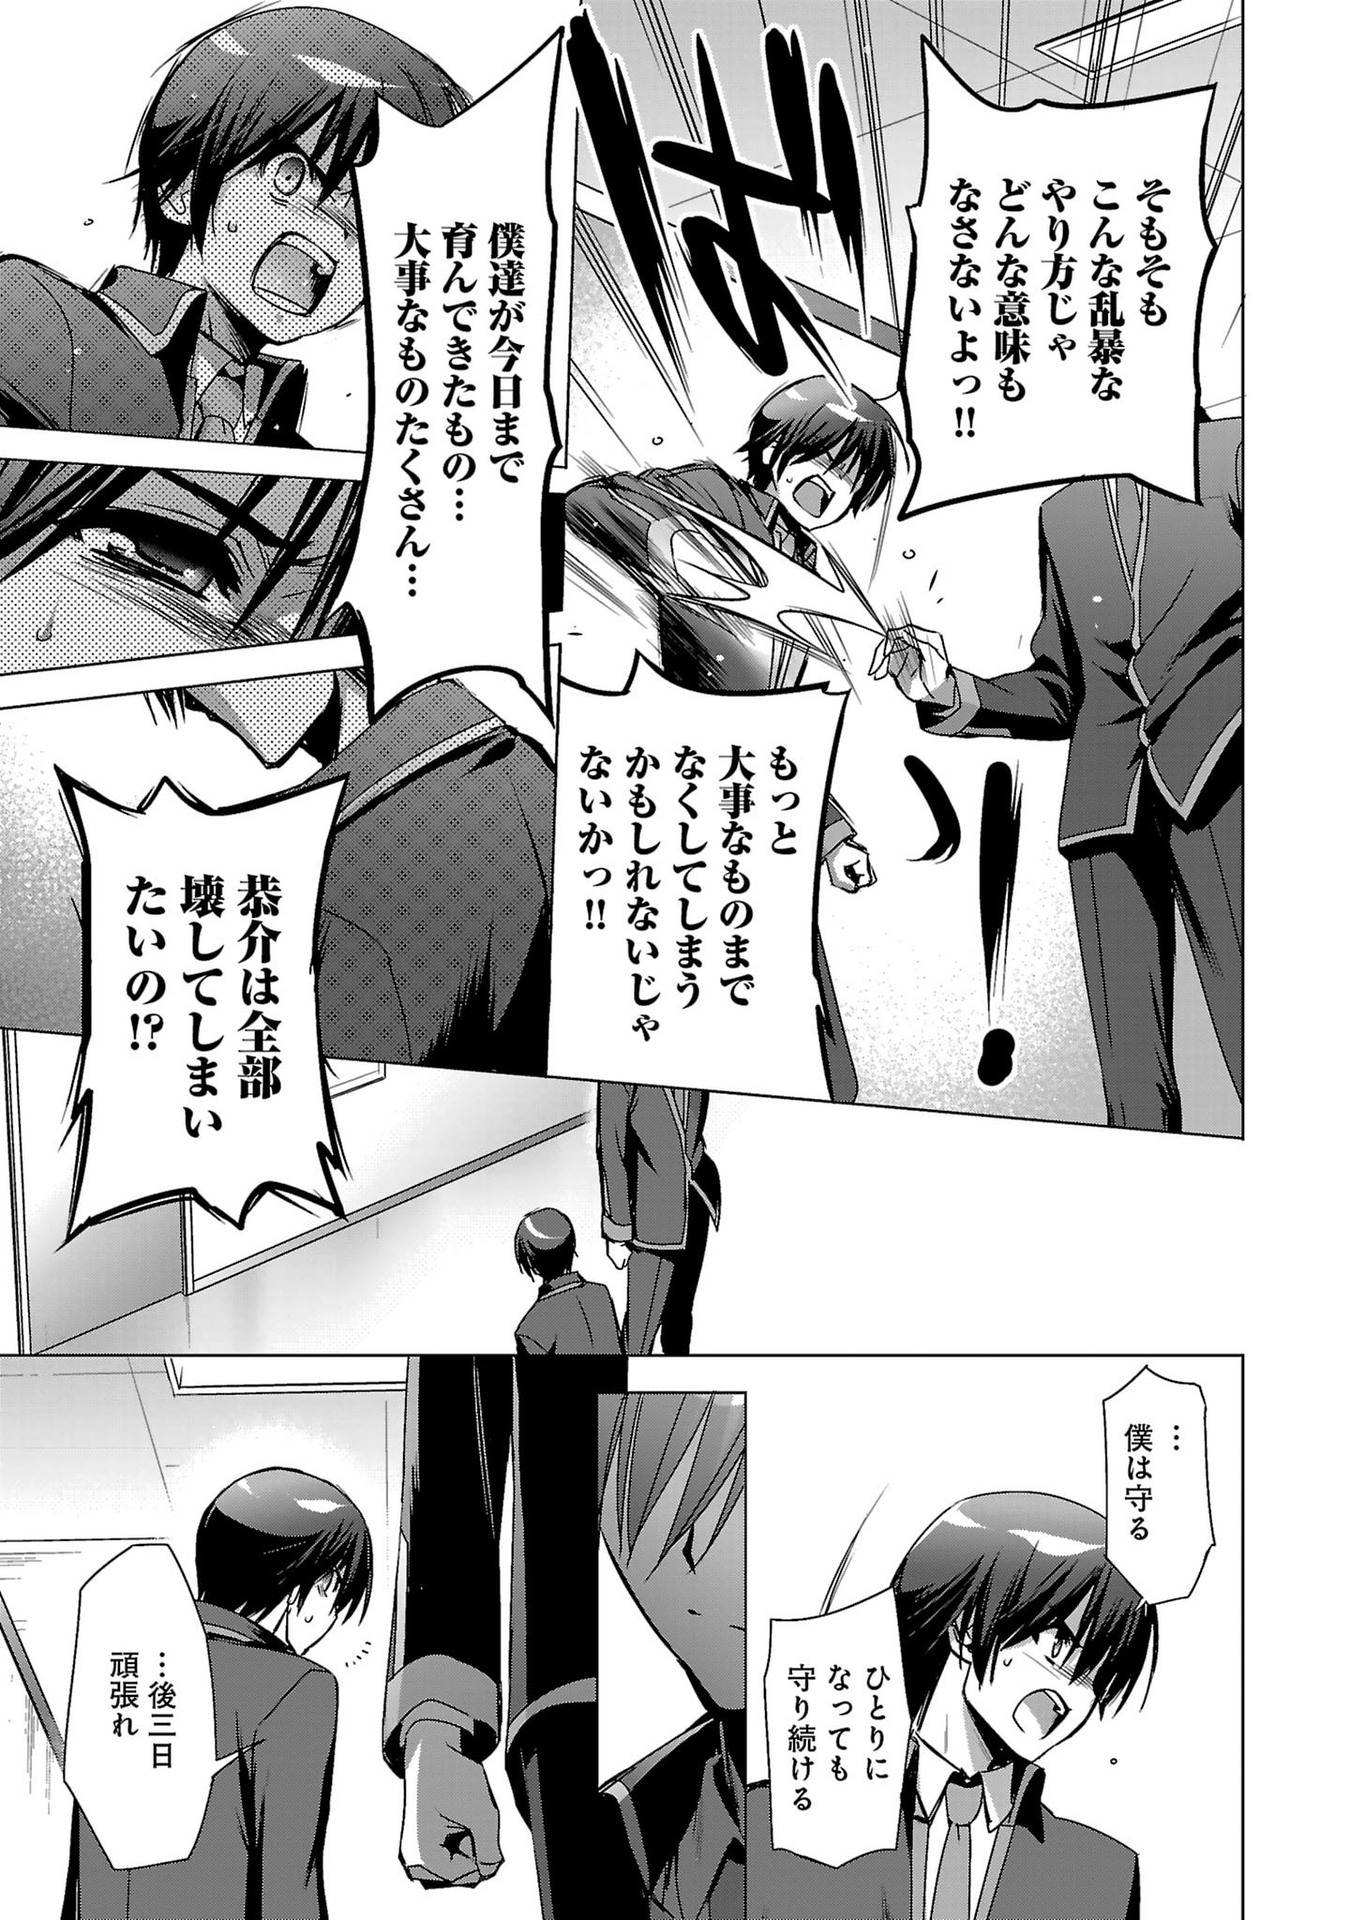 そもそも
こんな乱暴な
やり方じゃ
どんな意味も
なさないよっ!!
もっと
大事なものまで
なくしてしまう
かもしれないじゃ
ないかっ!!
僕達が今日まで
育んできたもの…
大事なものたくさん…
恭介は全部
壊してしまい
たいの!?
…
僕は守る
ひとりに
なっても
守り続ける
…後三日
頑張れ